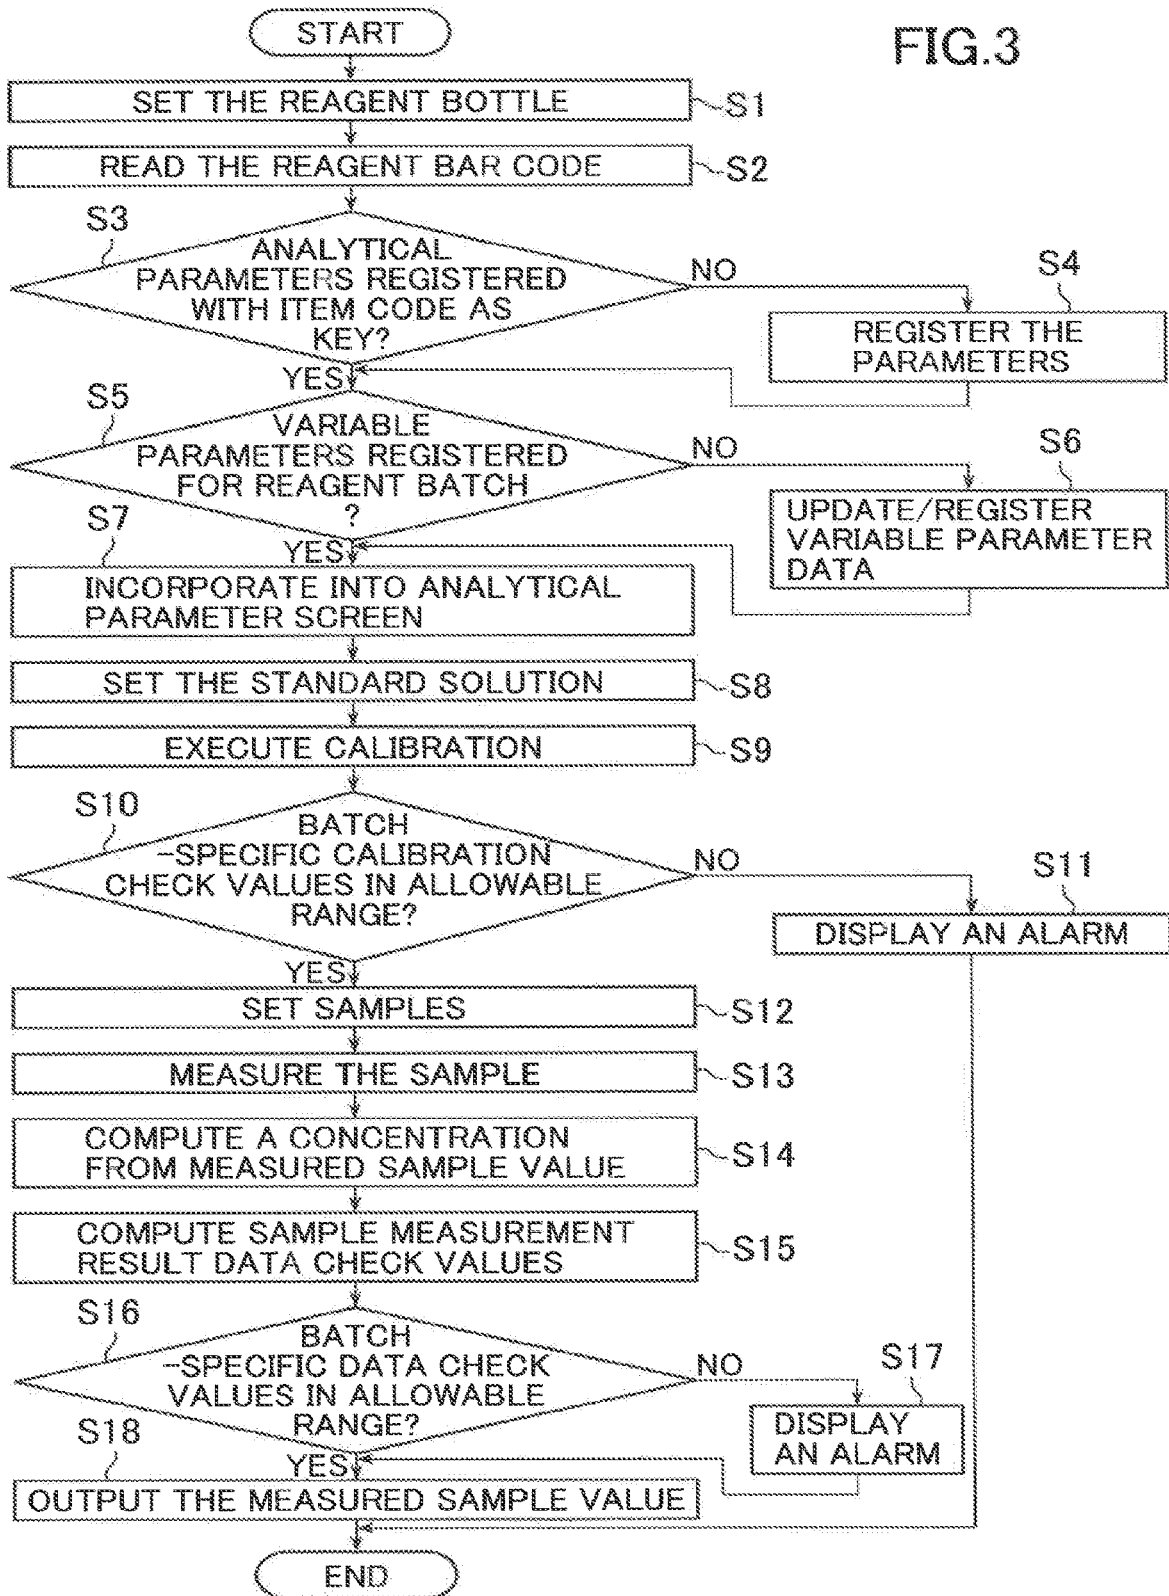 START
FIG.3
SET THE REAGENT BOTTLE
S1
READ THE REAGENT BAR CODE
S2
S3
ANALYTICAL
PARAMETERS REGISTERED
WITH ITEM CODE AS
KEY?
NO
S4
REGISTER THE
PARAMETERS
YES
S5
VARIABLE
PARAMETERS REGISTERED
FOR REAGENT BATCH
?
NO
S6
UPDATE/REGISTER
VARIABLE PARAMETER
DATA
YES
S7
INCORPORATE INTO ANALYTICAL
PARAMETER SCREEN
SET THE STANDARD SOLUTION
S8
EXECUTE CALIBRATION
S9
S10
BATCH
-SPECIFIC CALIBRATION
CHECK VALUES IN ALLOWABLE
RANGE?
NO
S11
DISPLAY AN ALARM
YES
SET SAMPLES
S12
MEASURE THE SAMPLE
S13
COMPUTE A CONCENTRATION
FROM MEASURED SAMPLE VALUE
S14
COMPUTE SAMPLE MEASUREMENT
RESULT DATA CHECK VALUES
S15
S16
BATCH
-SPECIFIC DATA CHECK
VALUES IN ALLOWABLE
RANGE?
NO
S17
DISPLAY
AN ALARM
YES
S18
OUTPUT THE MEASURED SAMPLE VALUE
END